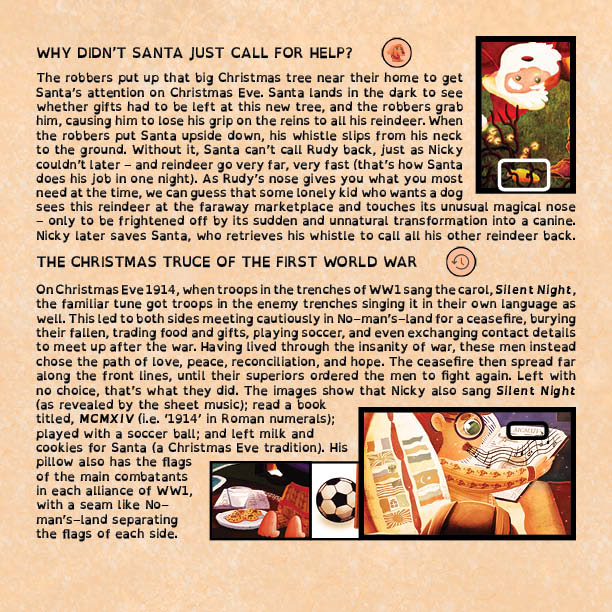 WHY DIDN'T SANTA JUST CALL FOR HELP?
The robbers put up that big Christmas tree near their home to get
Santa's attention on Christmas Eve. Santa lands in the dark to see
whether gifts had to be left at this new tree, and the robbers grab
him, causing him to lose his grip on the reins to all his reindeer. When
the robbers put Santa upside down, his whistle slips from his neck
to the ground. Without it, Santa can't call Rudy back, just as Nicky
couldn't later – and reindeer go very far, very fast (that's how Santa
does his job in one night). As Rudy's nose gives you what you most
need at the time, we can guess that some lonely kid who wants a dog
sees this reindeer at the faraway marketplace and touches its unusual magical nose
– only to be frightened off by its sudden and unnatural transformation into a canine.
Nicky later saves Santa, who retrieves his whistle to call all his other reindeer back.
THE CHRISTMAS TRUCE OF THE FIRST WORLD WAR
On Christmas Eve 1914, when troops in the trenches of WW1 sang the carol, Silent Night,
the familiar tune got troops in the enemy trenches singing it in their own language as
well. This led to both sides meeting cautiously in No–man's–land for a ceasefire, burying
their fallen, trading food and gifts, playing soccer, and even exchanging contact details
to meet up after the war. Having lived through the insanity of war, these men instead
chose the path of love, peace, reconciliation, and hope. The ceasefire then spread far
along the front lines, until their superiors ordered the men to fight again. Left with
no choice, that's what they did. The images show that Nicky also sang Silent Night
(as revealed by the sheet music); read a book
titled, MCMXIV (i.e. '1914' in Roman numerals);
played with a soccer ball; and left milk and
cookies for Santa (a Christmas Eve tradition). His
pillow also has the flags
of the main combatants
in each alliance of WW1,
with a seam like No–
man's–land separating
the flags of each side.